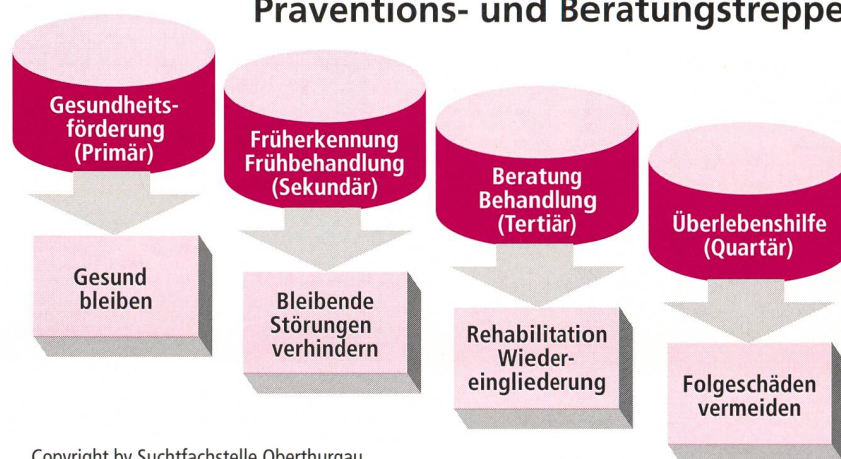 Präventions- und Beratungstreppe
Gesundheits-
förderung
(Primär)
Gesund
bleiben
Früherkennung
Frühbehandlung
(Sekundär)
Bleibende
Störungen
verhindern
Beratung
Behandlung
(Tertiär)
Rehabilitation
Wieder-
eingliederung
Überlebenshilfe
(Quartär)
Folgeschäden
vermeiden
Copyright by Suchtfachstelle Oberthurgau